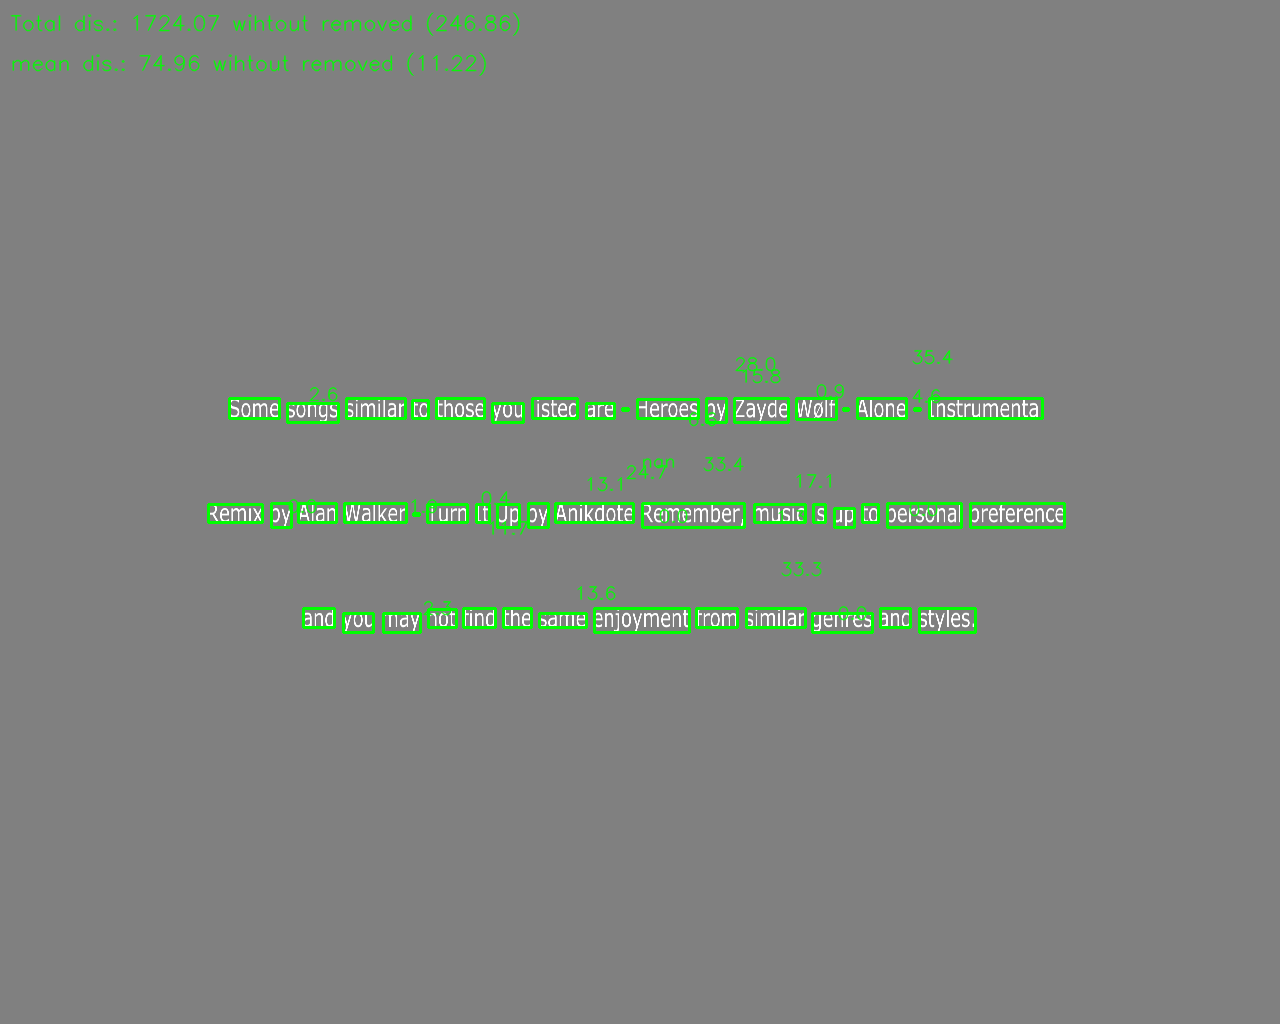 Total dis.: 1724.07 wihtout removed (246.86)
mean dis.: 74.96 wihtout removed (11.22)
35.4
28.0
15.8
2.6
0.9
4.6
Some songs similar to those you listed are - Heroes by Zayde Wølf - Alone - Instrumental
nan
33.4
24.7
13.1
17.1
0.4
Remix by Alan Walker - Turn It Up by Anikdote Remember, music is up to personal preference
33.3
13.6
2.3
and you may not find the same enjoyment from similar genres and styles.